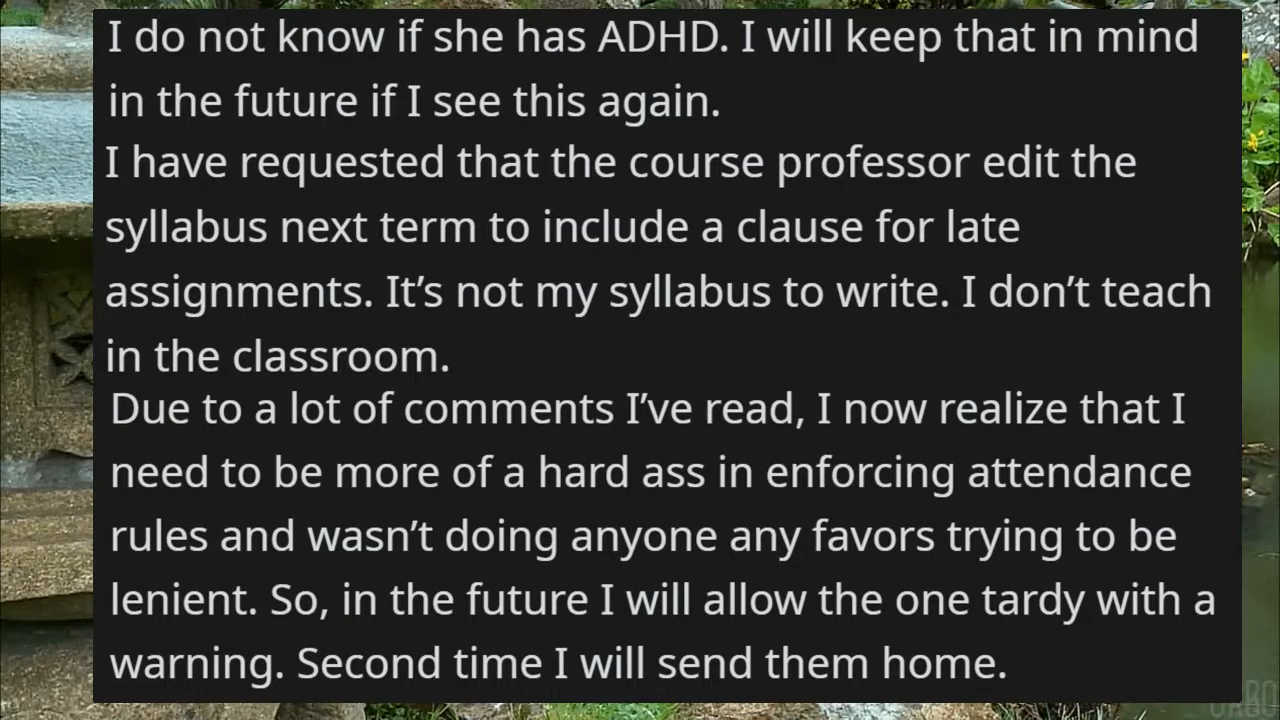 I do not know if she has ADHD. I will keep that in mind
in the future if I see this again.
I have requested that the course professor edit the
syllabus next term to include a clause for late
assignments. It’s not my syllabus to write. I don’t teach
in the classroom.
Due to a lot of comments I’ve read, I now realize that I
need to be more of a hard ass in enforcing attendance
rules and wasn’t doing anyone any favors trying to be
lenient. So, in the future I will allow the one tardy with a
warning. Second time I will send them home.